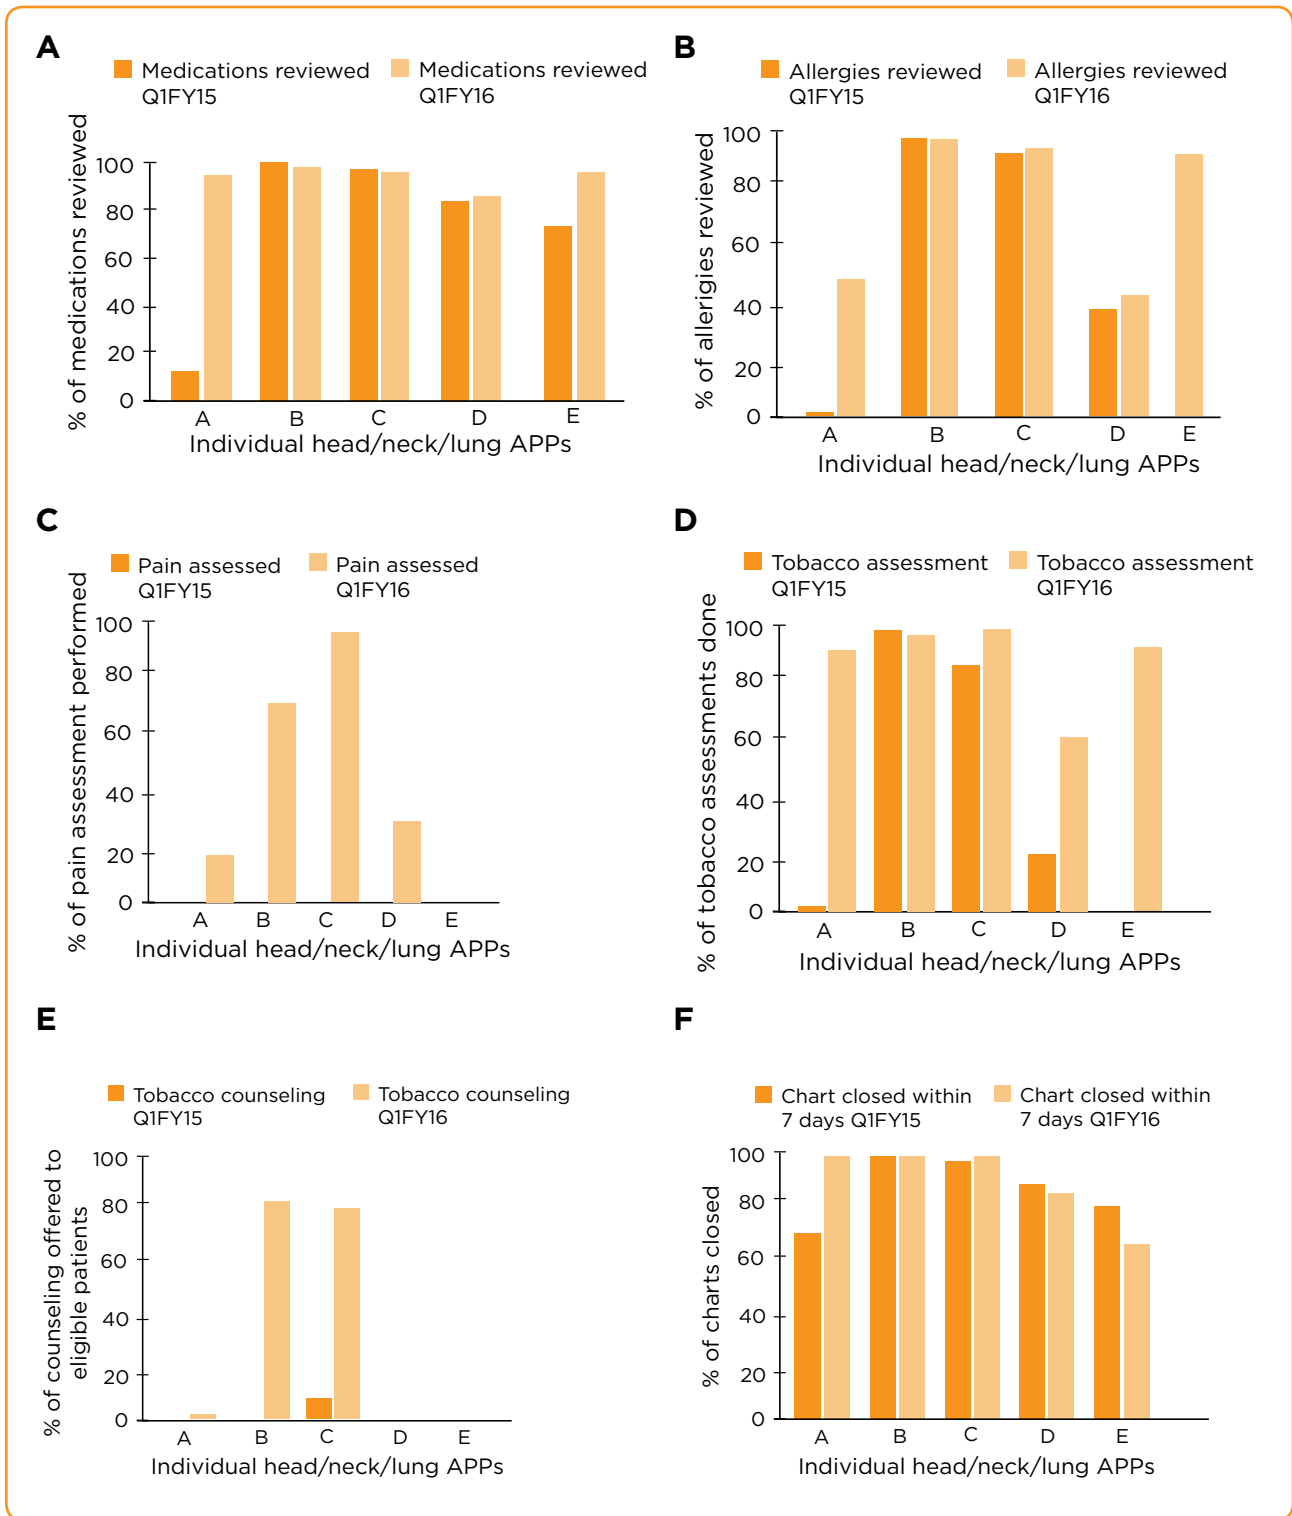 A
Medications reviewed
Q1FY15
Medications reviewed
Q1FY16
% of medications reviewed
100
80
60
40
20
0
A B C D E
Individual head/neck/lung APPs
B
Allergies reviewed
Q1FY15
Allergies reviewed
Q1FY16
% of allerigies reviewed
100
80
60
40
20
0
A B C D E
Individual head/neck/lung APPs
C
Pain assessed
Q1FY15
Pain assessed
Q1FY16
% of pain assessment performed
100
80
60
40
20
0
A B C D E
Individual head/neck/lung APPs
D
Tobacco assessment
Q1FY15
Tobacco assessment
Q1FY16
% of tobacco assessments done
100
80
60
40
20
0
A B C D E
Individual head/neck/lung APPs
E
Tobacco counseling
Q1FY15
Tobacco counseling
Q1FY16
% of counseling offered to
eligible patients
100
80
60
40
20
0
A B C D E
Individual head/neck/lung APPs
F
Chart closed within
7 days Q1FY15
Chart closed within
7 days Q1FY16
% of charts closed
100
80
60
40
20
0
A B C D E
Individual head/neck/lung APPs